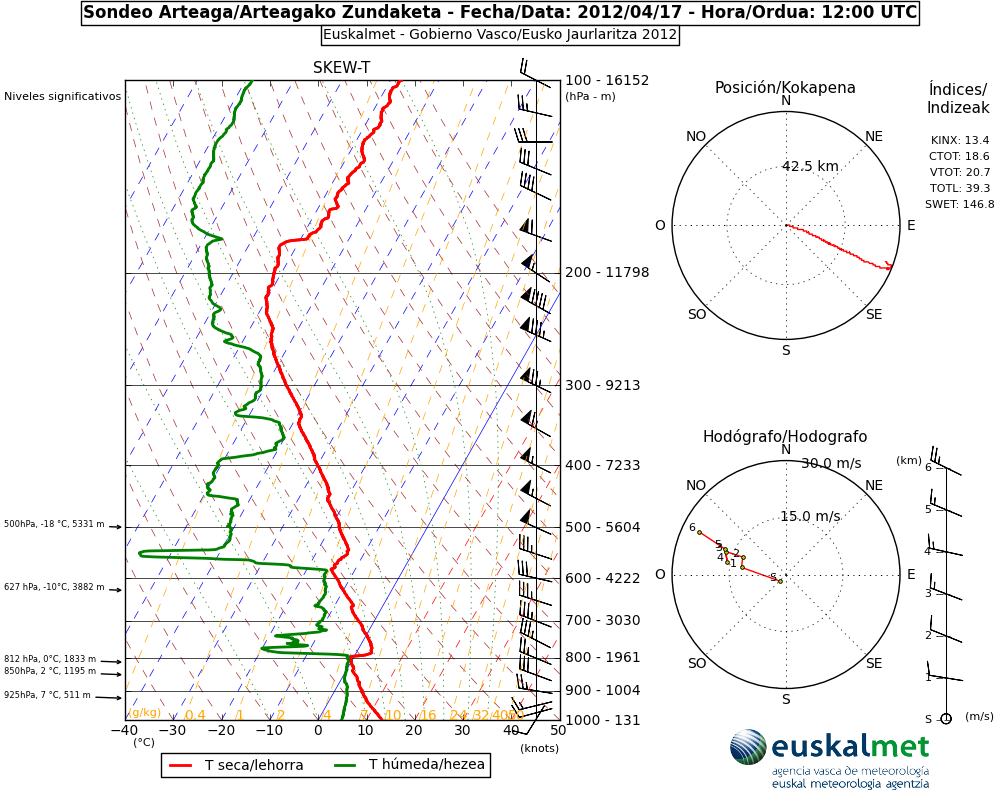 Sondeo Arteaga/Arteagako Zundaketa - Fecha/Data: 2012/04/17 - Hora/Ordua: 12:00 UTC
Euskalmet - Gobierno Vasco/Eusko Jaurlaritza 2012
SKEW-T
Niveles significativos
500hPa, -18 °C, 5331 m
627 hPa, -10°C, 3882 m
812 hPa, 0°C, 1833 m
850hPa, 2 °C, 1195 m
925hPa, 7 °C, 511 m
100 - 16152
(hPa - m)
200 - 11798
300 - 9213
400 - 7233
500 - 5604
600 - 4222
700 - 3030
800 - 1961
900 - 1004
1000 - 131
(g/kg) 0.4 1 2 4 7 10 16 24 32 40 50
−40 −30 −20 −10 0 10 20 30 40 50
(°C)
(knots)
T seca/lehorra T húmeda/hezea
Posición/Kokapena
N
NO NE
42.5 km
O E
SO SE
S
Índices/
Indizeak
KINX: 13.4
CTOT: 18.6
VTOT: 20.7
TOTL: 39.3
SWET: 146.8
Hodógrafo/Hodografo
N
30.0 m/s
NO NE
15.0 m/s
6
5
3
2
4
1
S
O E
SO SE
S
(km)
6
5
4
3
2
1
S
(m/s)
euskalmet
agencia vasca de meteorología
euskal meteorologia agentzia